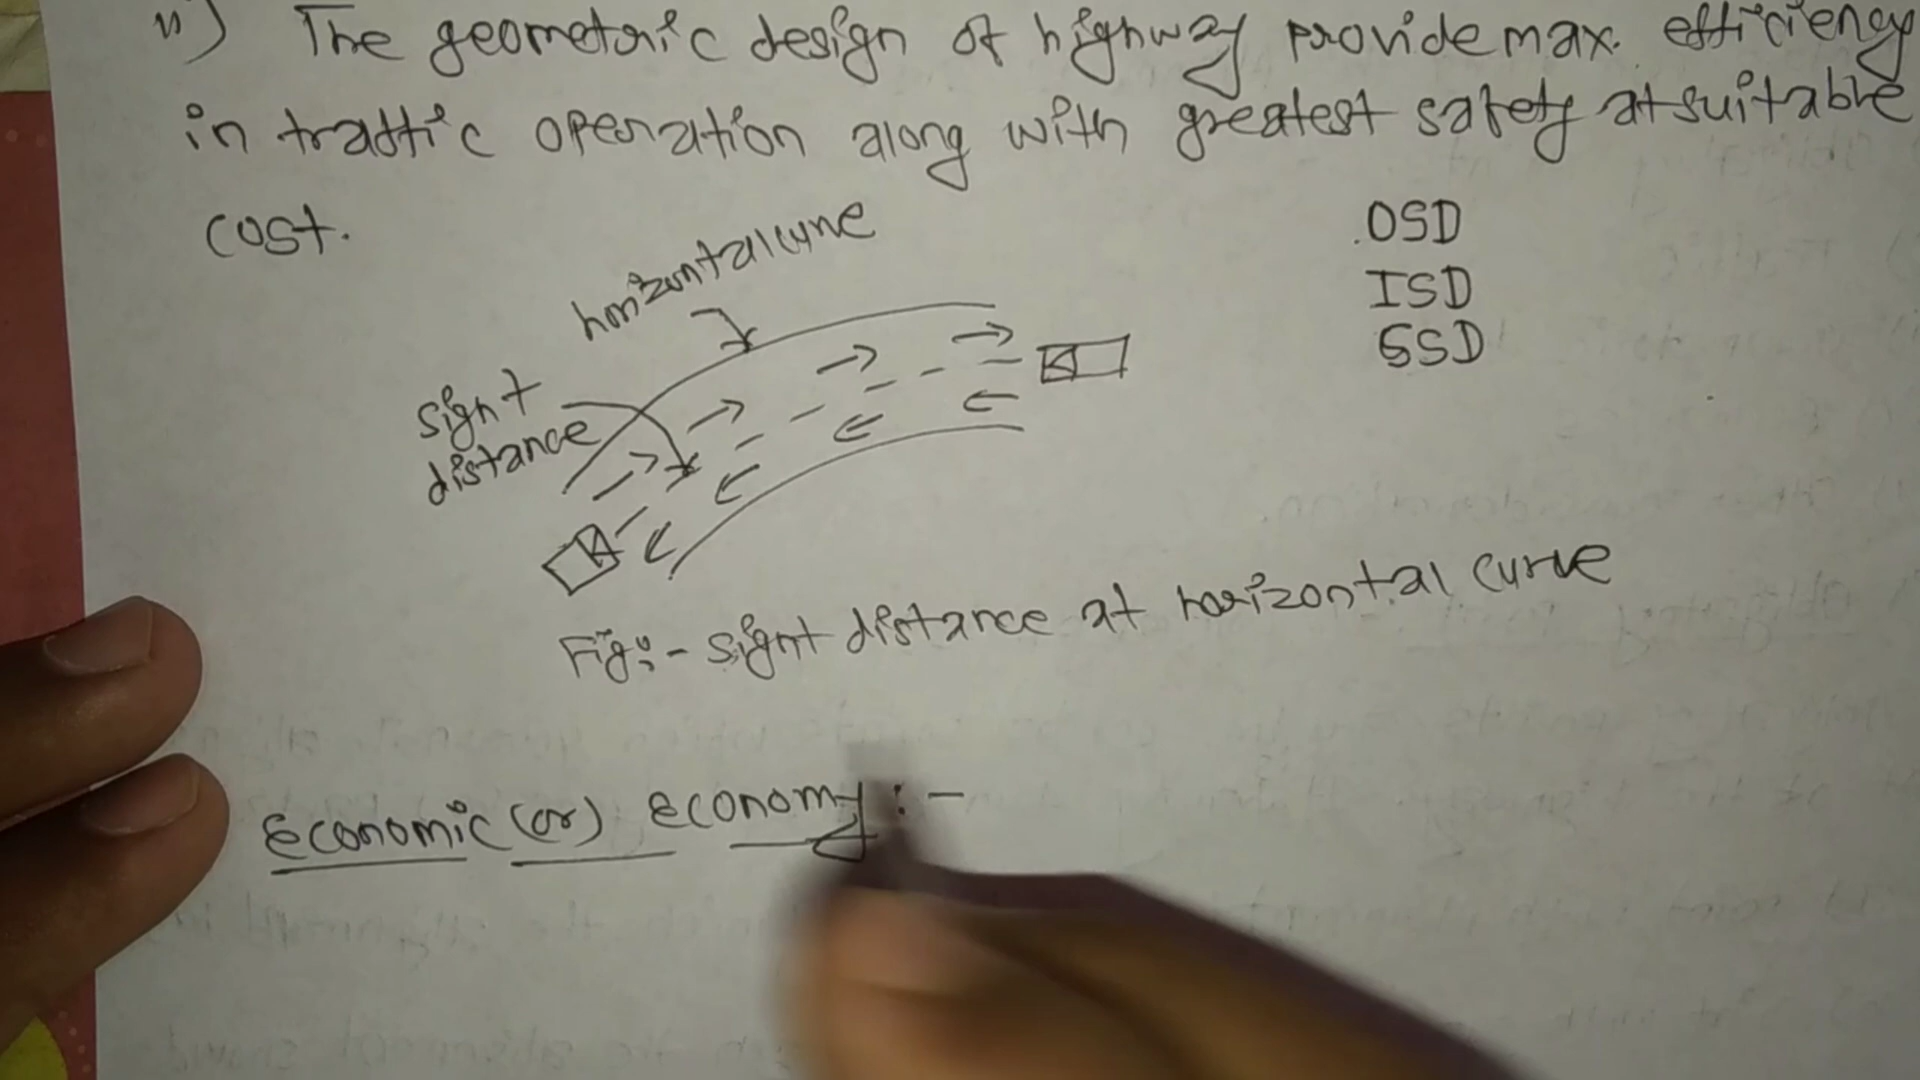 ii) The geometric design of highway provide max. efficiency
in traffic operation along with greatest safety at suitable
cost.
OSD
ISD
SSD
horizontal curve
sight
distance
Fig:- sight distance at horizontal curve
Economic (or) economy :-